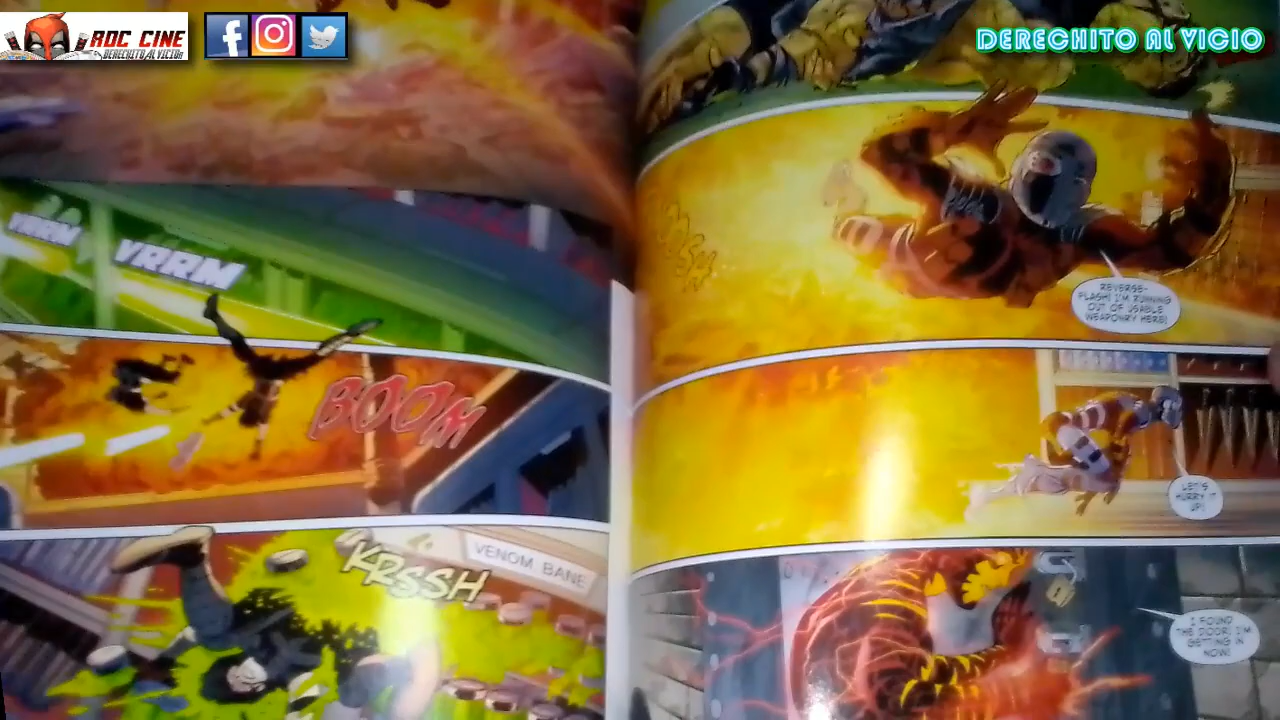 ROC CINE
DERECHITO AL VICIO
DERECHITO AL VICIO
VRRM
VRRM
BOOM
KRSSH
VENOM, BANE
REVERSE-
FLASH! I'M RUNNING
OUT OF USABLE
WEAPONRY HERE!
LET'S
HURRY IT
UP!
I FOUND
THE DOOR! I'M
GETTING IN
NOW!